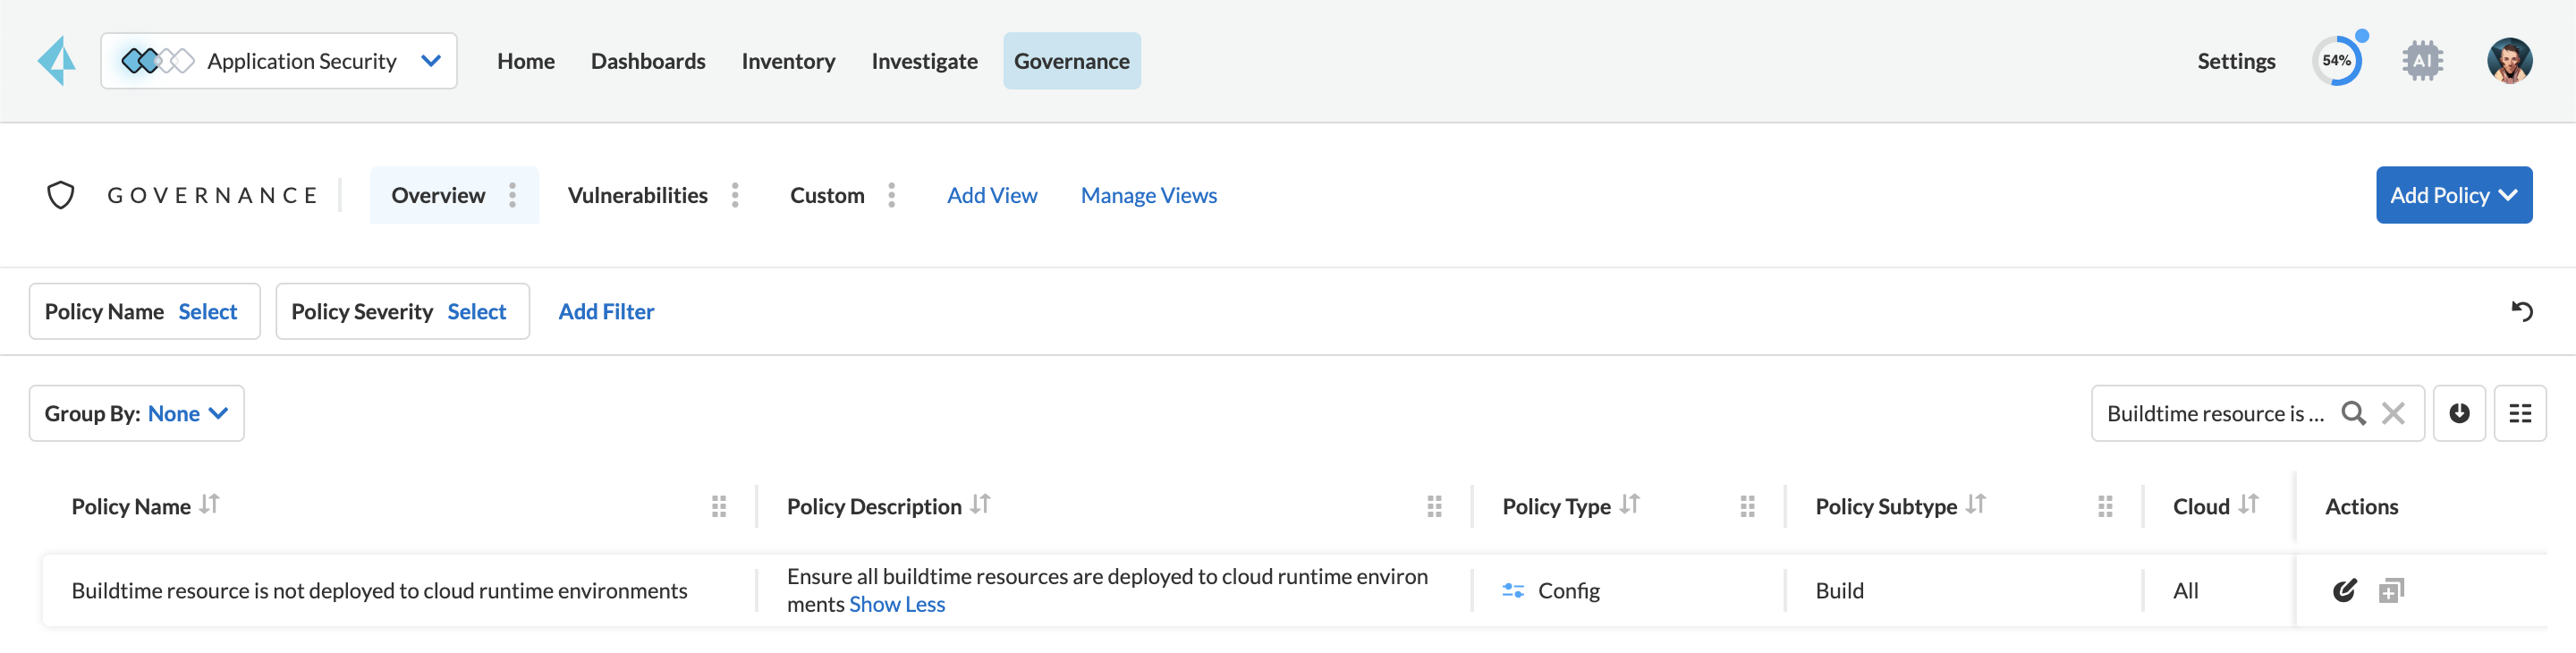 Application Security
Home
Dashboards
Inventory
Investigate
Governance
Settings
54%
AI
GOVERNANCE
Overview
Vulnerabilities
Custom
Add View
Manage Views
Add Policy
Policy Name Select
Policy Severity Select
Add Filter
Group By: None
Buildtime resource is ...
Policy Name
Policy Description
Policy Type
Policy Subtype
Cloud
Actions
Buildtime resource is not deployed to cloud runtime environments
Ensure all buildtime resources are deployed to cloud runtime environ
ments Show Less
Config
Build
All